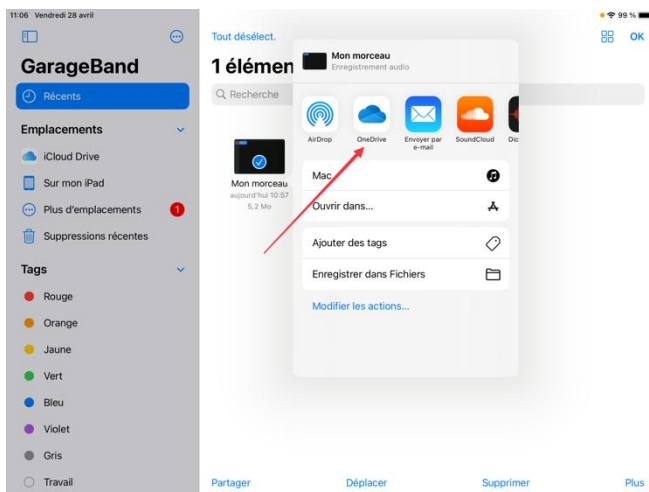 11:06 Vendredi 28 avril
99 %
GarageBand
Récents
Emplacements
iCloud Drive
Sur mon iPad
Plus d'emplacements
1
Suppressions récentes
Tags
Rouge
Orange
Jaune
Vert
Bleu
Violet
Gris
Travail
Tout désélect.
OK
1 élémen
Recherche
Mon morceau
aujourd'hui 10:57
5,2 Mo
Mon morceau
Enregistrement audio
AirDrop
OneDrive
Envoyer par
e-mail
SoundCloud
Dic
Mac
Ouvrir dans...
Ajouter des tags
Enregistrer dans Fichiers
Modifier les actions...
Partager
Déplacer
Supprimer
Plus